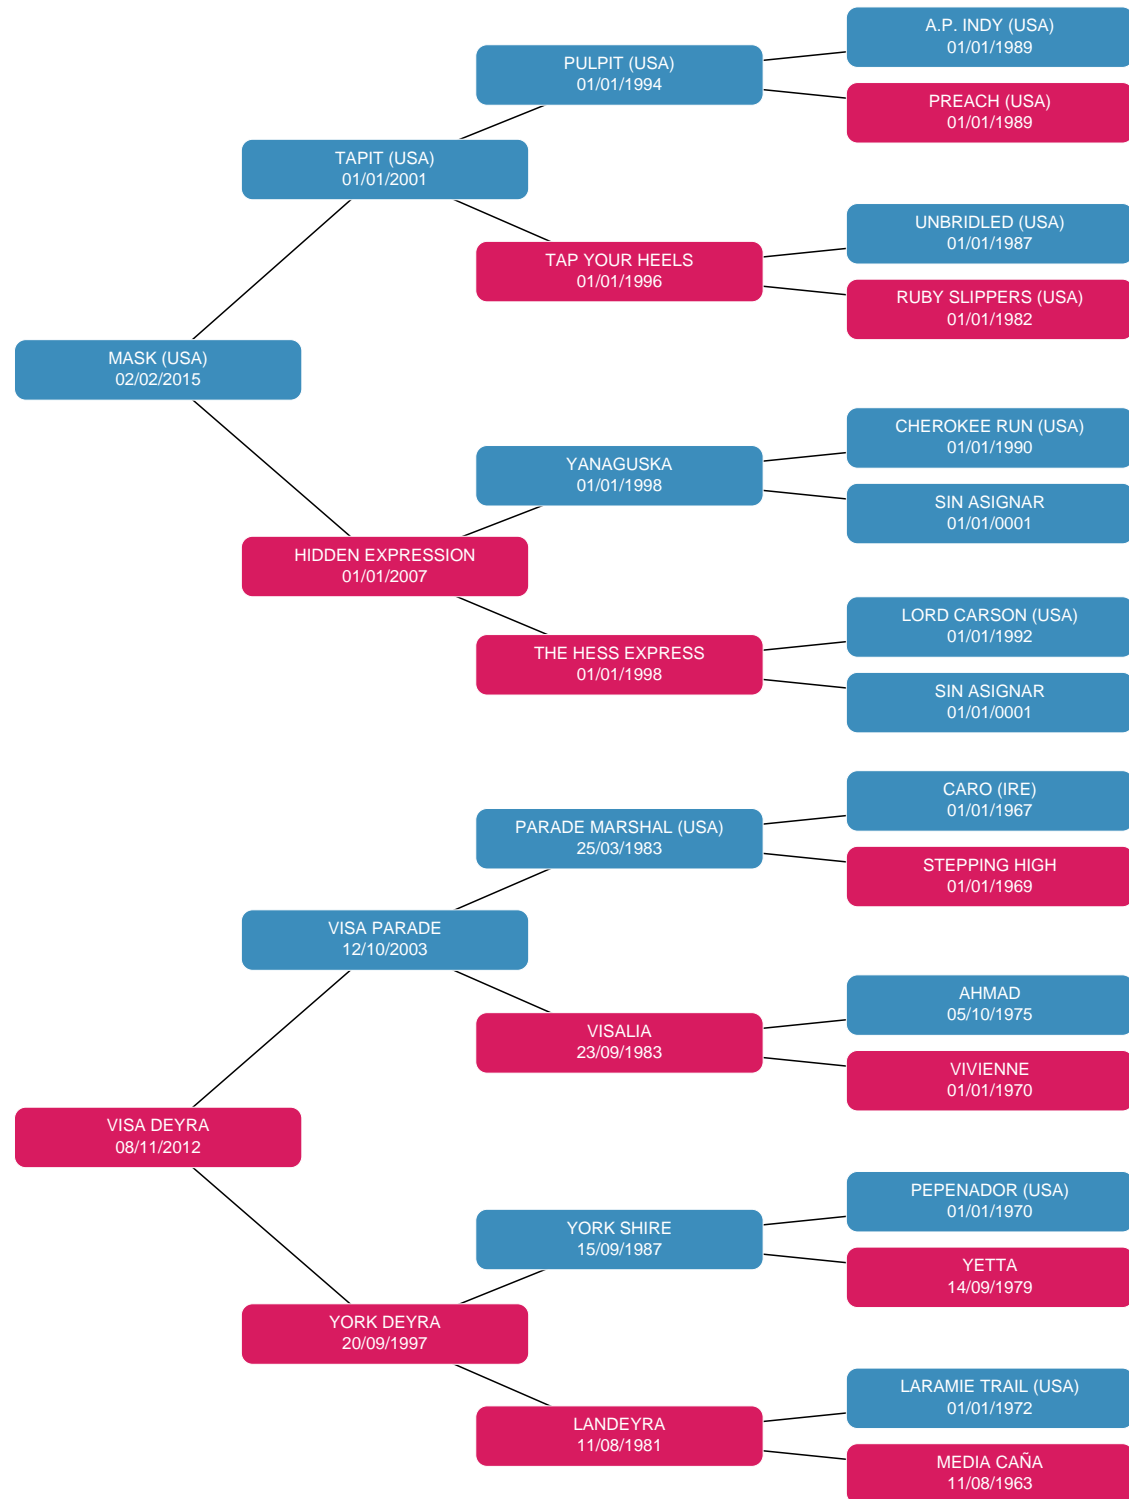 A.P. INDY (USA)
01/01/1989
PULPIT (USA)
01/01/1994
PREACH (USA)
01/01/1989
TAPIT (USA)
01/01/2001
UNBRIDLED (USA)
01/01/1987
TAP YOUR HEELS
01/01/1996
RUBY SLIPPERS (USA)
01/01/1982
MASK (USA)
02/02/2015
CHEROKEE RUN (USA)
01/01/1990
YANAGUSKA
01/01/1998
SIN ASIGNAR
01/01/0001
HIDDEN EXPRESSION
01/01/2007
LORD CARSON (USA)
01/01/1992
THE HESS EXPRESS
01/01/1998
SIN ASIGNAR
01/01/0001
CARO (IRE)
01/01/1967
PARADE MARSHAL (USA)
25/03/1983
STEPPING HIGH
01/01/1969
VISA PARADE
12/10/2003
AHMAD
05/10/1975
VISALIA
23/09/1983
VIVIENNE
01/01/1970
VISA DEYRA
08/11/2012
PEPENADOR (USA)
01/01/1970
YORK SHIRE
15/09/1987
YETTA
14/09/1979
YORK DEYRA
20/09/1997
LARAMIE TRAIL (USA)
01/01/1972
LANDEYRA
11/08/1981
MEDIA CAÑA
11/08/1963